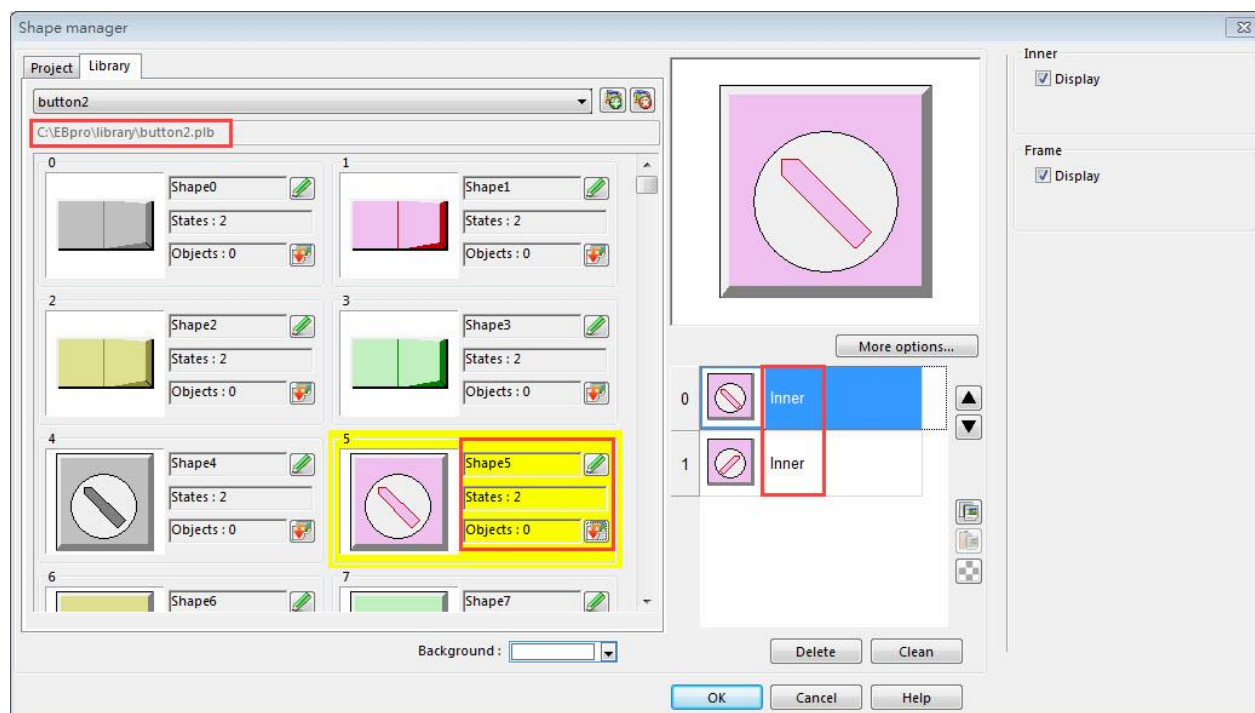 Shape manager
Project Library
button2
C:\EBpro\library\button2.plb
0
Shape0
States : 2
Objects : 0
1
Shape1
States : 2
Objects : 0
2
Shape2
States : 2
Objects : 0
3
Shape3
States : 2
Objects : 0
4
Shape4
States : 2
Objects : 0
5
Shape5
States : 2
Objects : 0
6
Shape6
7
Shape7
Background :
More options...
0 Inner
1 Inner
Delete Clean
OK Cancel Help
Inner
Display
Frame
Display